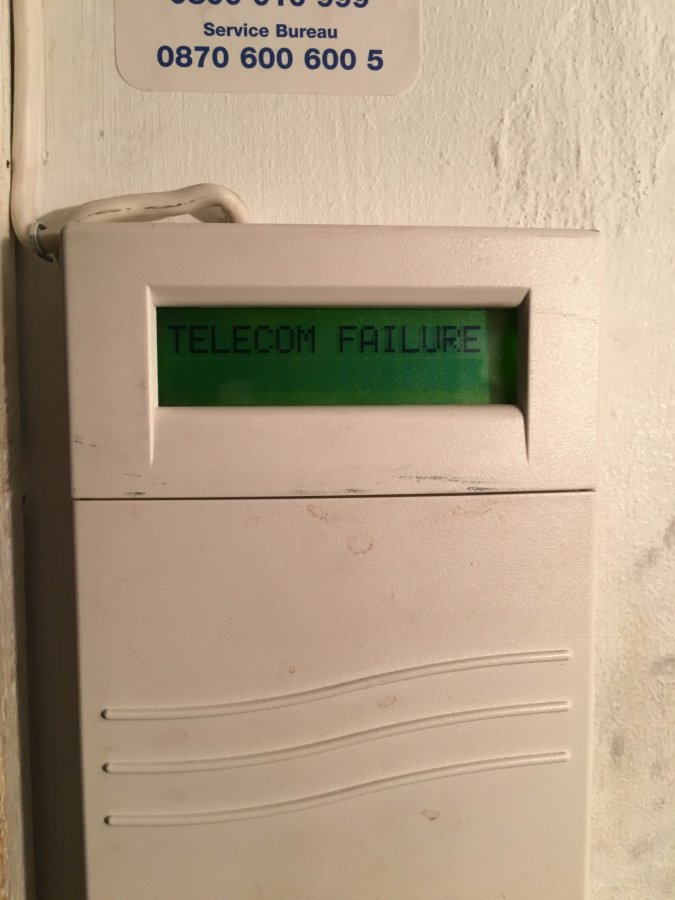 Service Bureau
0870 600 600 5
TELECOM FAILURE